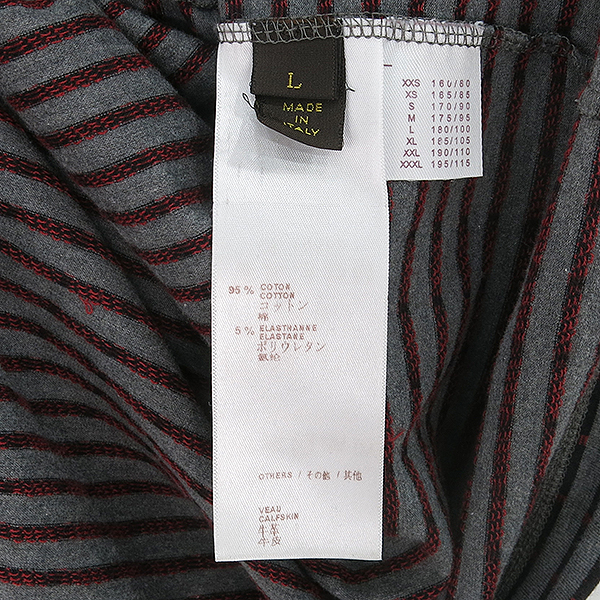 L
MADE
IN
ITALY
XXS 160/80
XS 165/85
S 170/90
M 175/95
L 180/100
XL 185/105
XXL 190/110
XXXL 195/115
95 % COTON
COTTON
コットン
棉
5 % ELASTHANNE
ELASTANE
ポリウレタン
氨纶
OTHERS / その他 / 其他
VEAU
CALFSKIN
牛革
牛皮